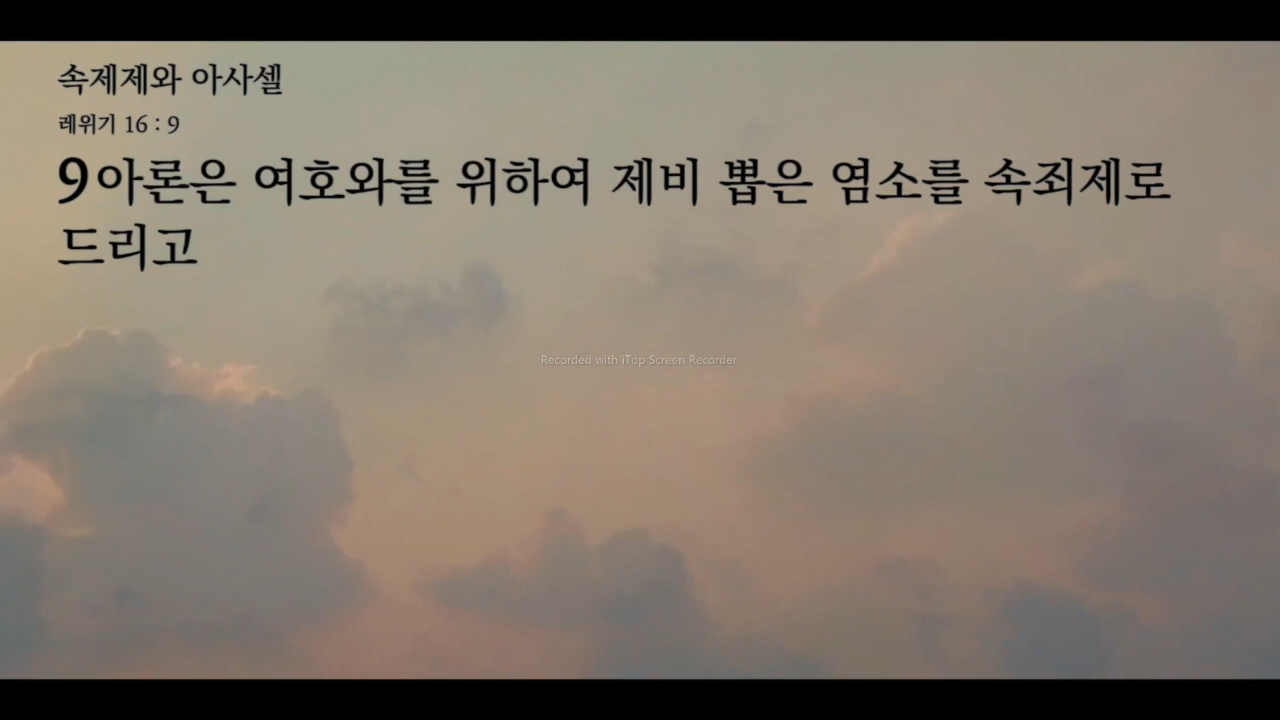 속제제와 아사셀
레위기 16 : 9
9아론은 여호와를 위하여 제비 뽑은 염소를 속죄제로
드리고
Recorded with iTop Screen Recorder